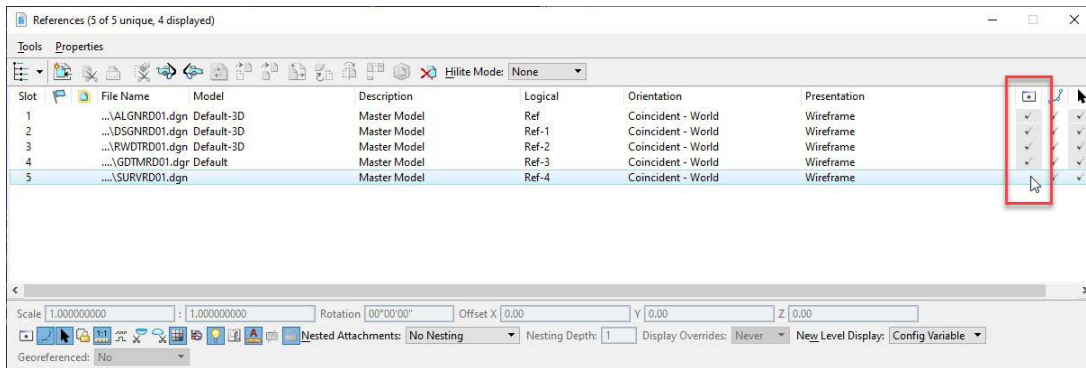 References (5 of 5 unique, 4 displayed)
Tools Properties
Hilite Mode: None
Slot File Name Model Description Logical Orientation Presentation
1 ...\ALGNRD01.dgn Default-3D Master Model Ref Coincident - World Wireframe
2 ...\DSGNRD01.dgn Default-3D Master Model Ref-1 Coincident - World Wireframe
3 ...\RWDTRD01.dgn Default-3D Master Model Ref-2 Coincident - World Wireframe
4 ....\GDTMRD01.dgr Default Master Model Ref-3 Coincident - World Wireframe
5 ....\SURVRD01.dgn Master Model Ref-4 Coincident - World Wireframe
Scale 1.000000000 : 1.000000000 Rotation 00°00'00" Offset X 0.00 Y 0.00 Z 0.00
1:1 A Nested Attachments: No Nesting Nesting Depth: 1 Display Overrides: Never New Level Display: Config Variable
Georeferenced: No